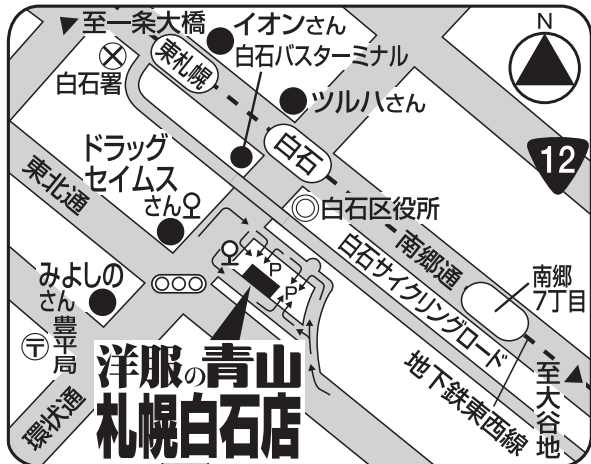 至一条大橋
イオンさん
N
東札幌
白石バスターミナル
白石署
ツルハさん
12
ドラッグ
セイムス
さん
白石
東北通
白石区役所
南郷通
白石サイクリングロード
南郷
7丁目
P
P
みよしの
さん
〒
豊平局
地下鉄東西線
至大谷地
環状通
洋服の青山
札幌白石店